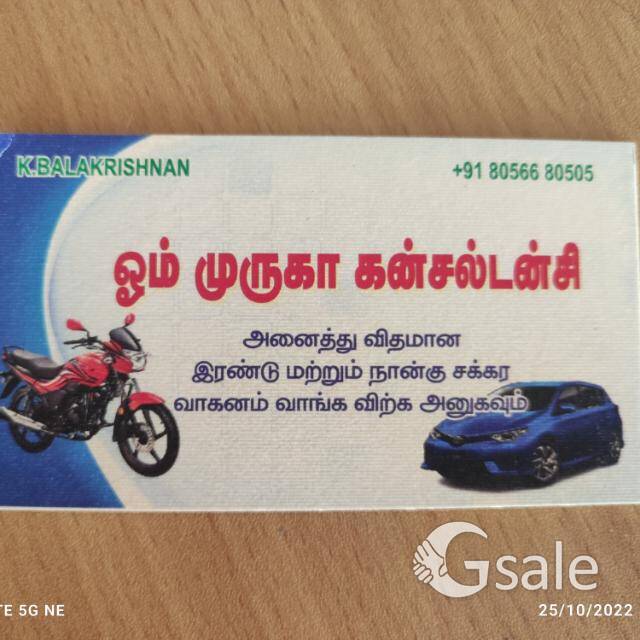 K.BALAKRISHNAN
+91 80566 80505
ஓம் முருகா கன்சல்டன்சி
அனைத்து விதமான
இரண்டு மற்றும் நான்கு சக்கர
வாகனம் வாங்க விற்க அனுகவும்
Gsale
TE 5G NE
25/10/2022